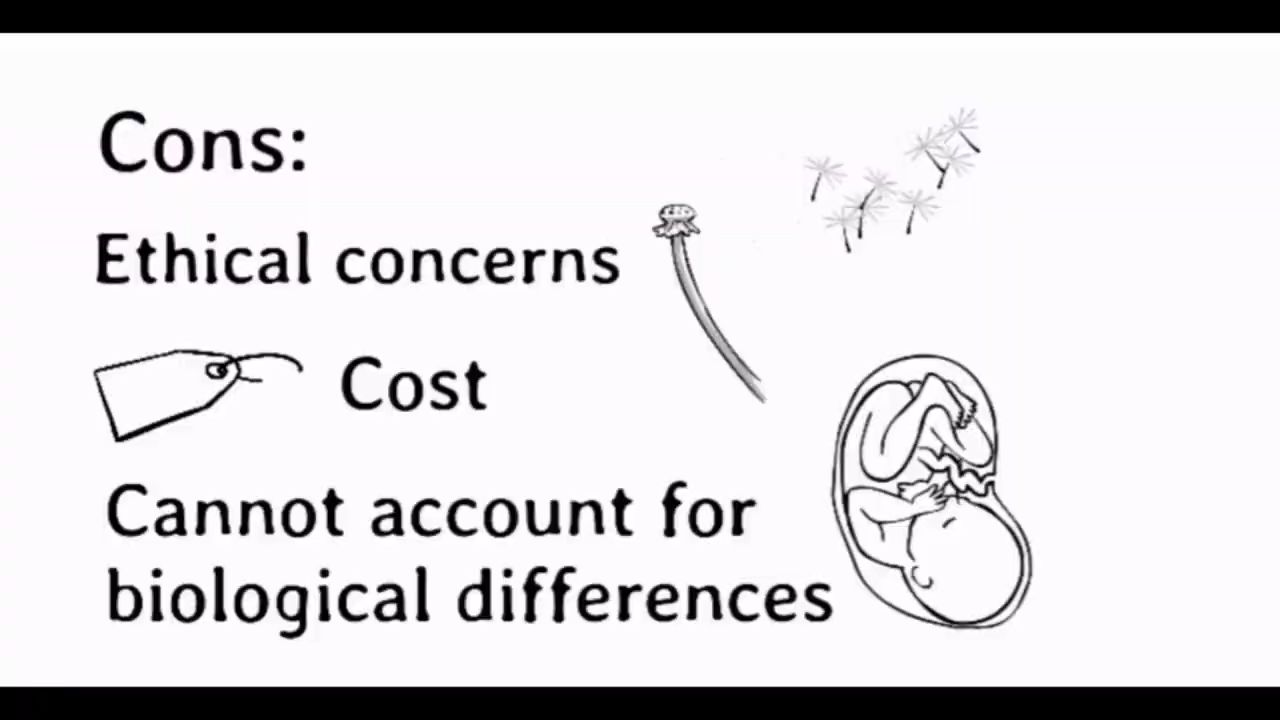 Cons:
Ethical concerns
Cost
Cannot account for
biological differences